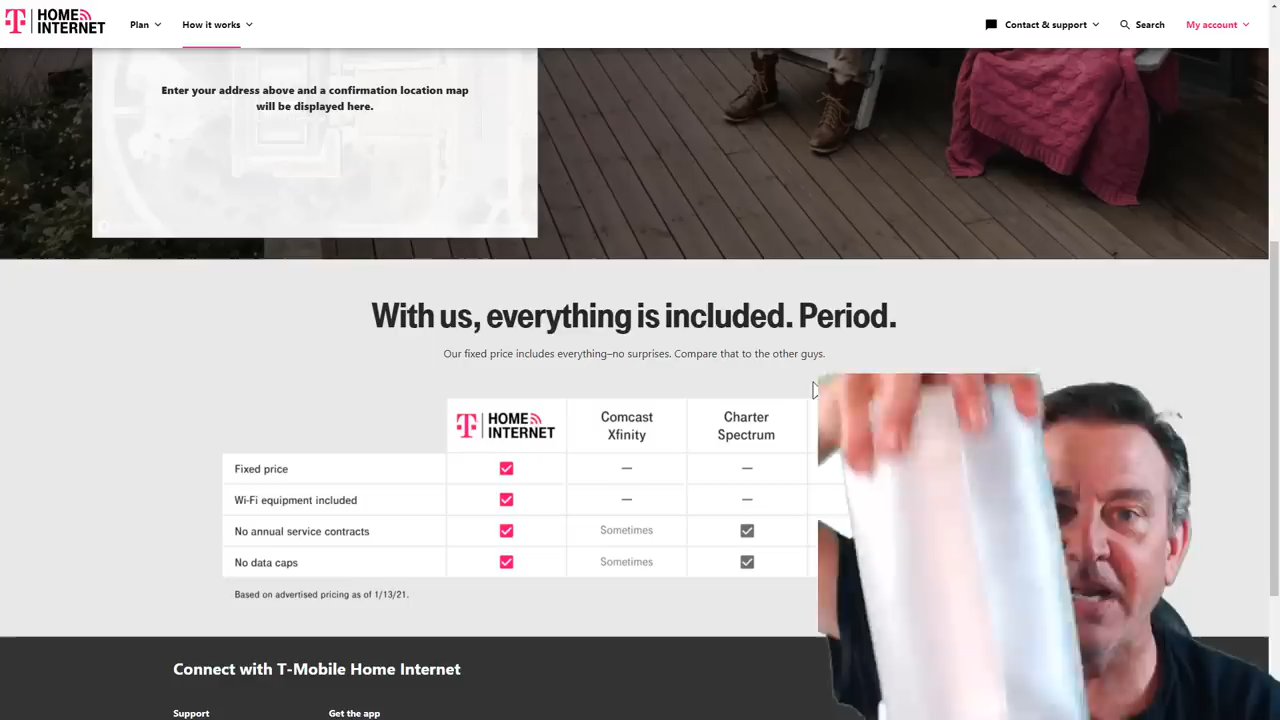 T HOME INTERNET
Plan
How it works
Contact & support
Search
My account
Enter your address above and a confirmation location map
will be displayed here.
With us, everything is included. Period.
Our fixed price includes everything–no surprises. Compare that to the other guys.
T HOME INTERNET Comcast Xfinity Charter Spectrum
Fixed price — —
Wi-Fi equipment included — —
No annual service contracts Sometimes
No data caps Sometimes
Based on advertised pricing as of 1/13/21.
Connect with T-Mobile Home Internet
Support
Get the app